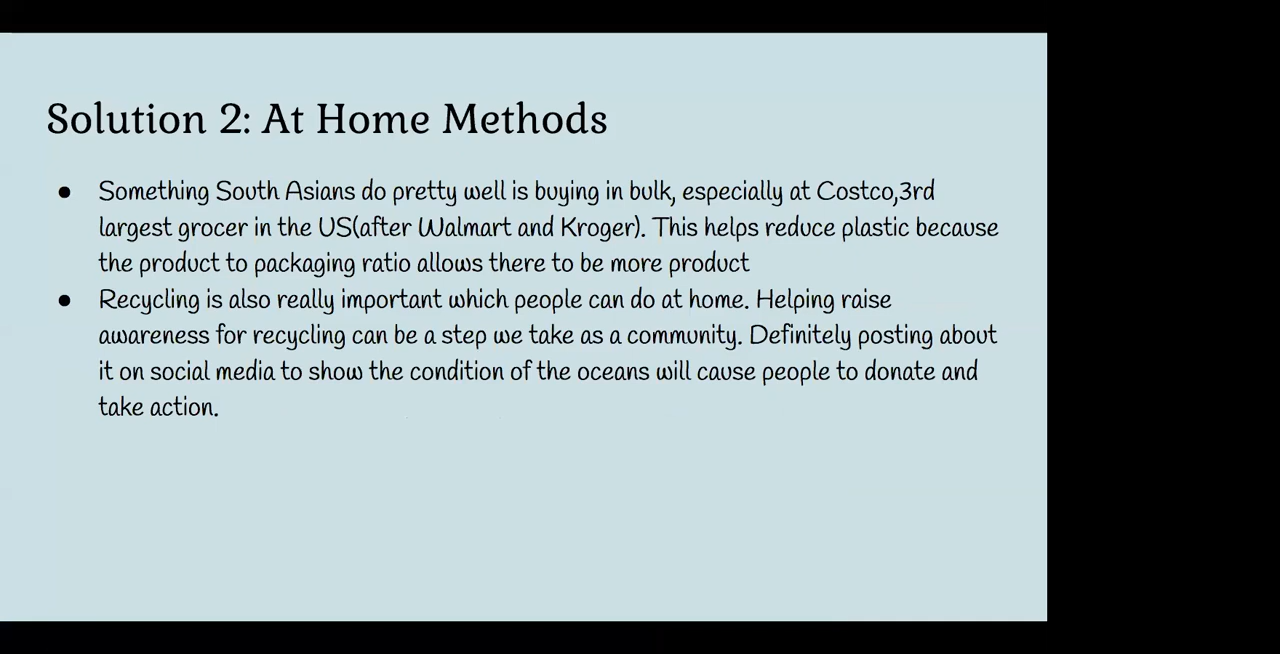 Solution 2: At Home Methods
● Something South Asians do pretty well is buying in bulk, especially at Costco,3rd
largest grocer in the US(after Walmart and Kroger). This helps reduce plastic because
the product to packaging ratio allows there to be more product
● Recycling is also really important which people can do at home. Helping raise
awareness for recycling can be a step we take as a community. Definitely posting about
it on social media to show the condition of the oceans will cause people to donate and
take action.